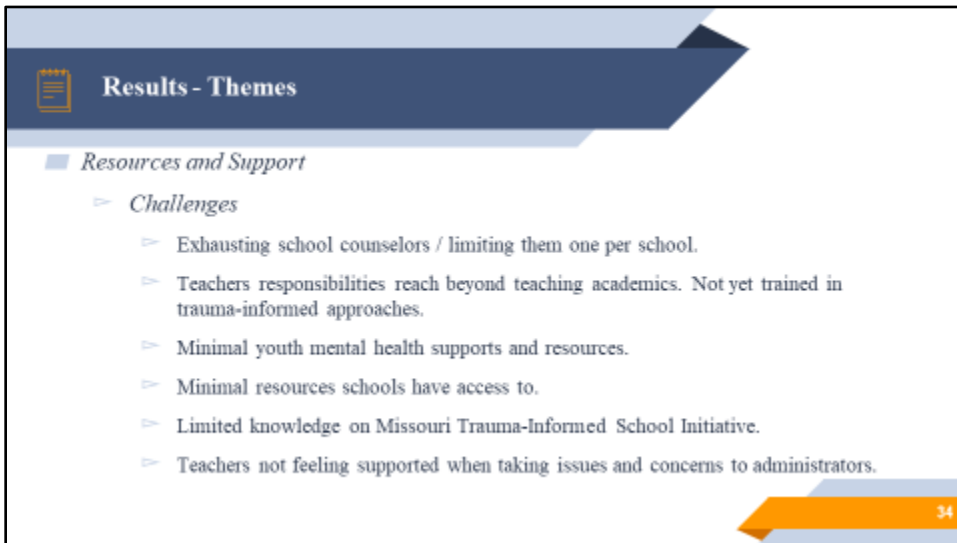 Results - Themes
Resources and Support
Challenges
Exhausting school counselors / limiting them one per school.
Teachers responsibilities reach beyond teaching academics. Not yet trained in
trauma-informed approaches.
Minimal youth mental health supports and resources.
Minimal resources schools have access to.
Limited knowledge on Missouri Trauma-Informed School Initiative.
Teachers not feeling supported when taking issues and concerns to administrators.
34